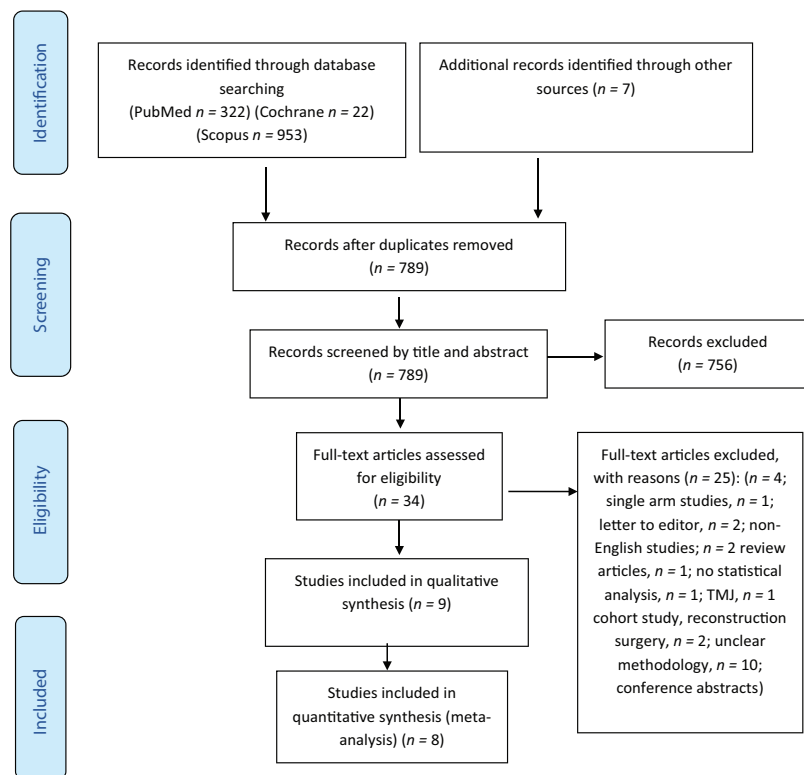 Identification
Records identified through database
searching
(PubMed n = 322) (Cochrane n = 22)
(Scopus n = 953)
Additional records identified through other
sources (n = 7)
Screening
Records after duplicates removed
(n = 789)
Records screened by title and abstract
(n = 789)
Records excluded
(n = 756)
Eligibility
Full-text articles assessed
for eligibility
(n = 34)
Full-text articles excluded,
with reasons (n = 25): (n = 4;
single arm studies, n = 1;
letter to editor, n = 2; non-
English studies; n = 2 review
articles, n = 1; no statistical
analysis, n = 1; TMJ, n = 1
cohort study, reconstruction
surgery, n = 2; unclear
methodology, n = 10;
conference abstracts)
Studies included in qualitative
synthesis (n = 9)
Included
Studies included in
quantitative synthesis (meta-
analysis) (n = 8)